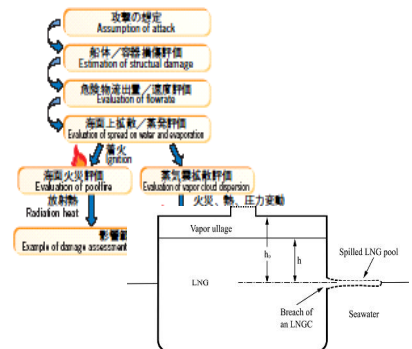 攻撃の想定
Assumption of attack
船体／容器損傷評価
Estimation of structual damage
危険物流出量／速度評価
Evaluation of flowrate
海面上拡散／蒸発評価
Evaluation of spread on water and evaporation
着火
Ignition
海面火災評価
Evaluation of poolfire
蒸気雲拡散評価
Evaluation of vapor cloud dispersion
放射熱
Radiation heat
火災、熱、圧力変動
影響範
Example of damage assessment
Vapor ullage
h₀
h
LNG
Spilled LNG pool
Breach of
an LNGC
Seawater